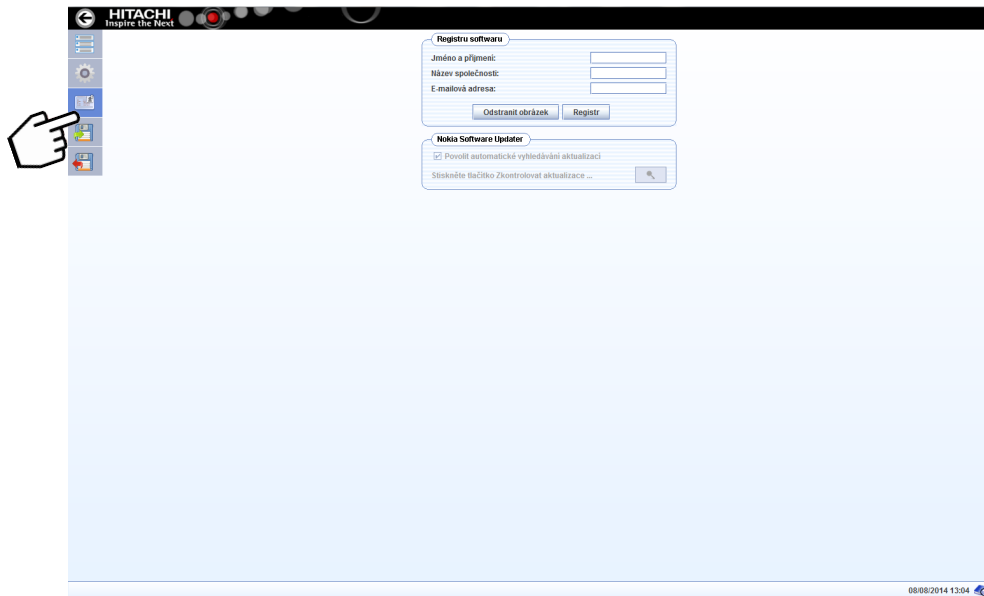 HITACHI
Inspire the Next
Registru softwaru
Jméno a příjmení:
Název společnosti:
E-mailová adresa:
Odstranit obrázek Registr
Nokia Software Updater
Povolit automatické vyhledávání aktualizací
Stiskněte tlačítko Zkontrolovat aktualizace ...
08/08/2014 13:04